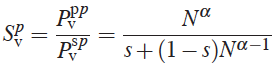 S_v^p = P_v^{pp} / P_v^{sp} = N^α / (s + (1 − s)N^{α−1})